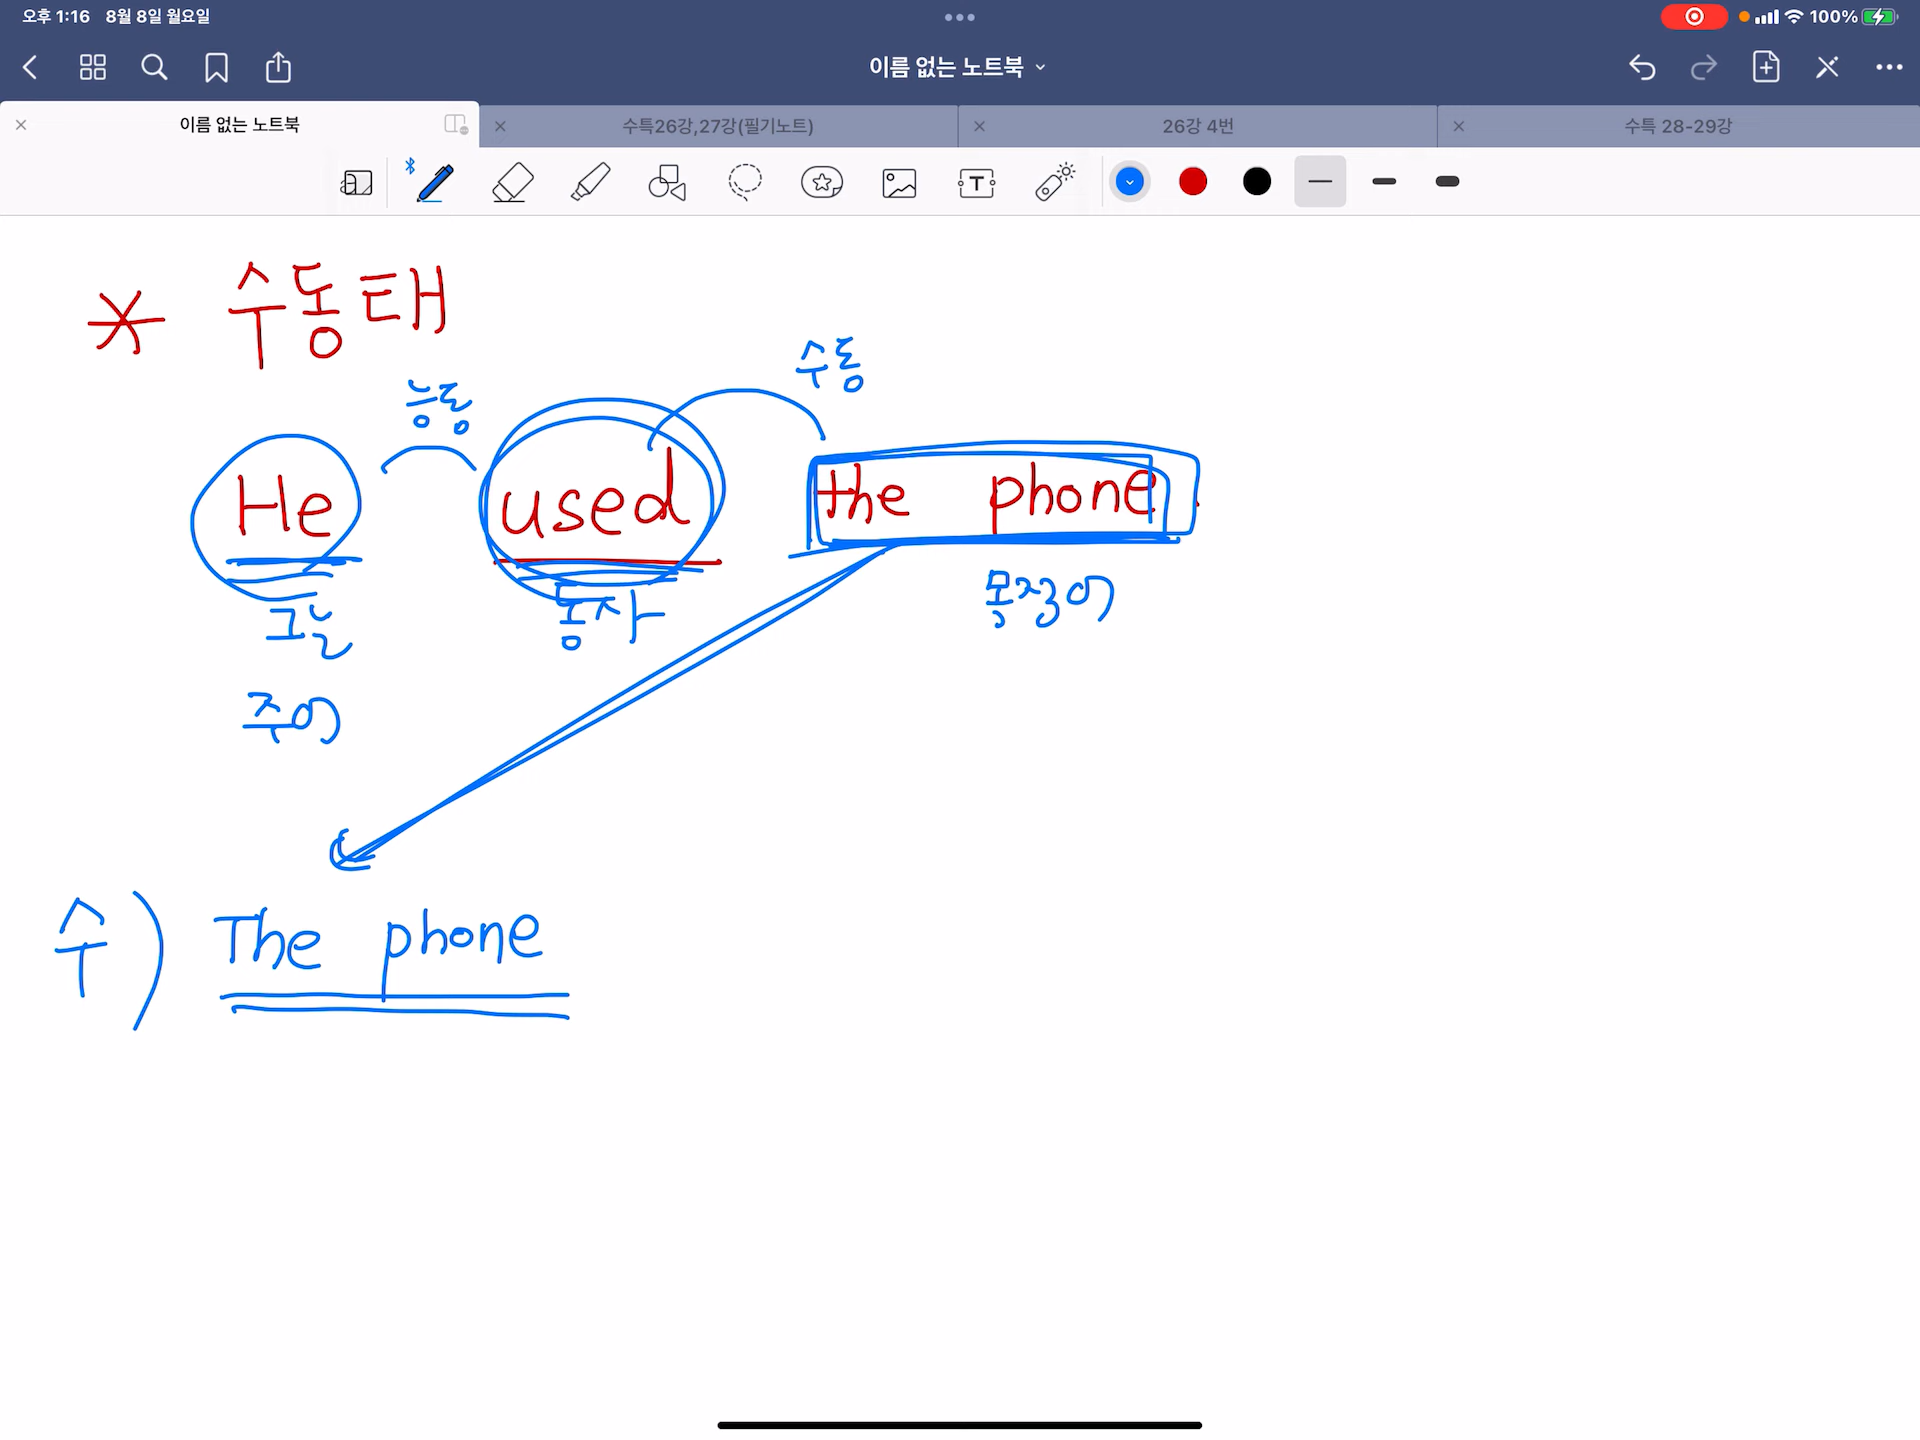 오후 1:16 8월 8일 월요일
100%
이름 없는 노트북
이름 없는 노트북
수특26강,27강(필기노트)
26강 4번
수특 28-29강
* 수동태
능동 수동
He used the phone.
동사 목적어
주어
수) The phone